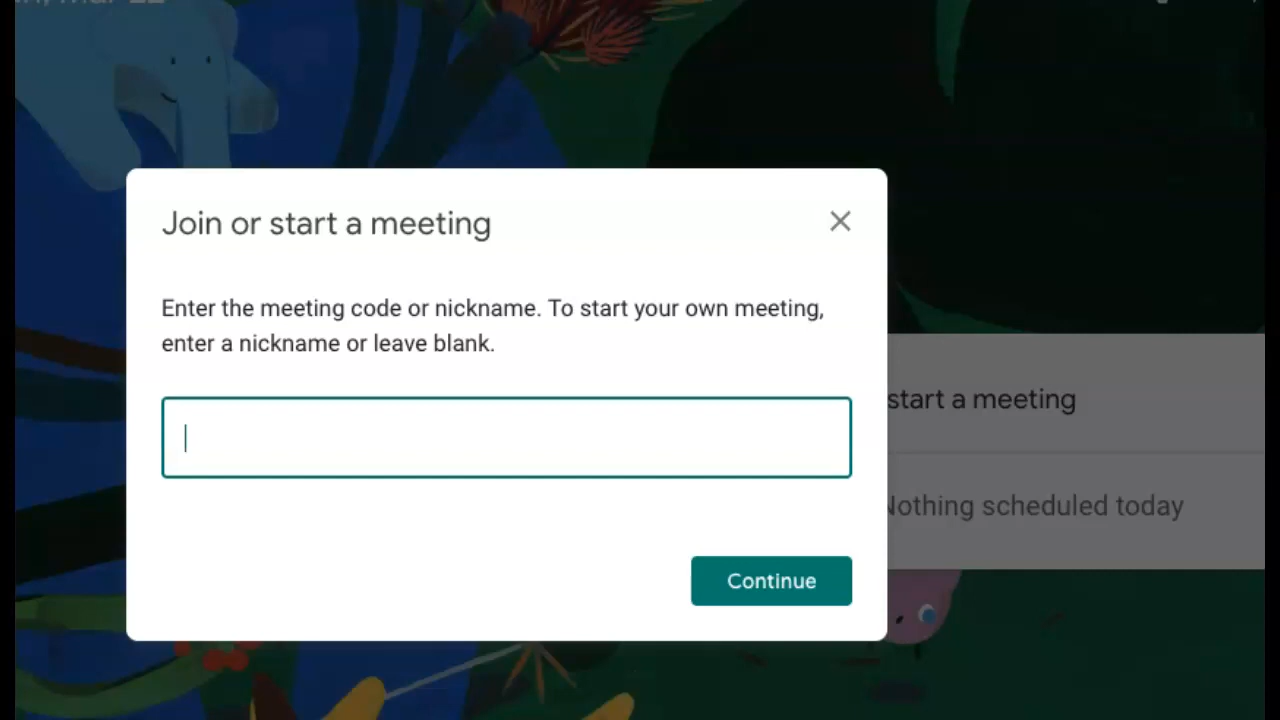 Join or start a meeting
Enter the meeting code or nickname. To start your own meeting,
enter a nickname or leave blank.
start a meeting
Nothing scheduled today
Continue